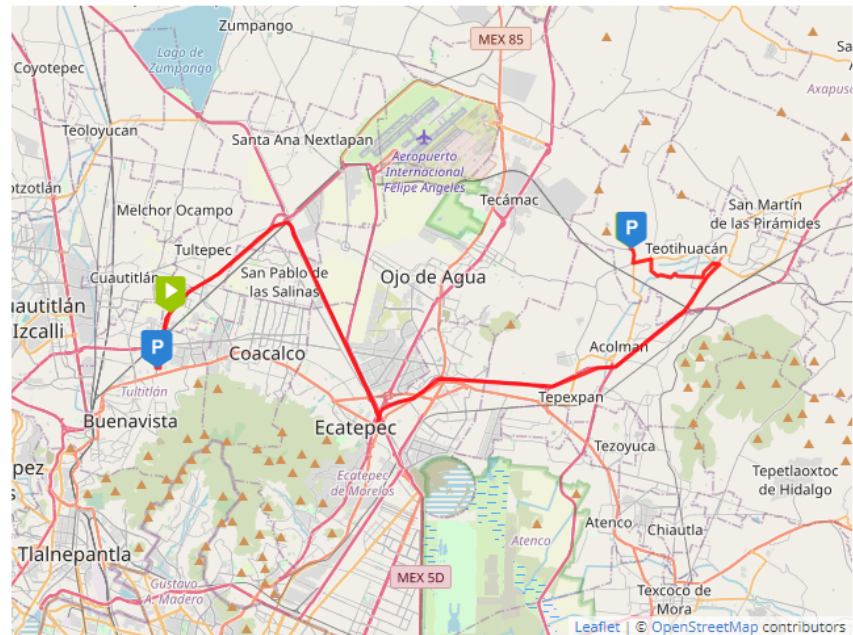 Zumpango
MEX 85
Sa
Lago de
Zumpango
Coyotepec
Axapusc
Teoloyucan
Santa Ana Nextlapan
Aeropuerto
Internacional
Felipe Angeles
otzotlán
Tecámac
San Martín
de las Pirámides
Melchor Ocampo
P
Teotihuacán
Tultepec
Cuautitlán
San Pablo de
las Salinas
Ojo de Agua
uautitlán
Izcalli
P
Coacalco
Acolman
Tultitlán
Tepexpan
Buenavista
Ecatepec
Tezoyuca
pez
s
Ecatepec
de Morelos
Tepetlaoxtoc
de Hidalgo
Atenco
Chiautla
Atenco
Tlalnepantla
MEX 5D
Gustavo
A. Madero
Texcoco de
Mora
Leaflet | © OpenStreetMap contributors